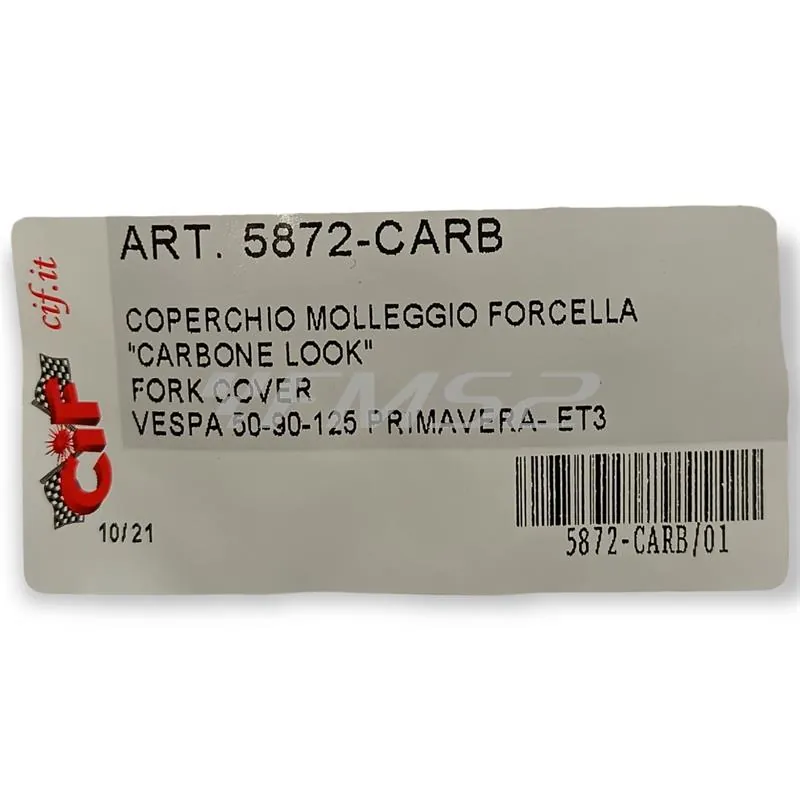 ART. 5872-CARB
cif.it
COPERCHIO MOLLEGGIO FORCELLA
"CARBONE LOOK"
FORK COVER
VESPA 50-90-125 PRIMAVERA- ET3
CiF
10/21
5872-CARB/01